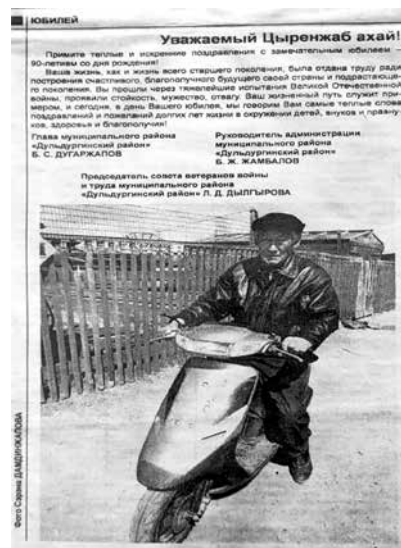 ЮБИЛЕЙ
Уважаемый Цыренжаб ахай!
Примите теплые и искренние поздравления с замечательным юбилеем –
90-летием со дня рождения!
Ваша жизнь, как и жизнь всего старшего поколения, была отдана труду ради
построения счастливого, благополучного будущего своей страны и подрастающе-
го поколения. Вы прошли через тяжелейшие испытания Великой Отечественной
войны, проявили стойкость, мужество, отвагу. Ваш жизненный путь служит при-
мером, и сегодня, в день Вашего юбилея, мы говорим Вам самые теплые слова
поздравлений и пожеланий долгих лет жизни в окружении детей, внуков и правну-
ков, здоровья и благополучия!
Глава муниципального района
«Дульдургинский район»
Б. С. ДУГАРЖАПОВ
Руководитель администрации
муниципального района
«Дульдургинский район»
Б. Ж. ЖАМБАЛОВ
Председатель совета ветеранов войны
и труда муниципального района
«Дульдургинский район» Л. Д. ДЫЛГЫРОВА
Фото Сарана ДАМДИНЖАПОВА